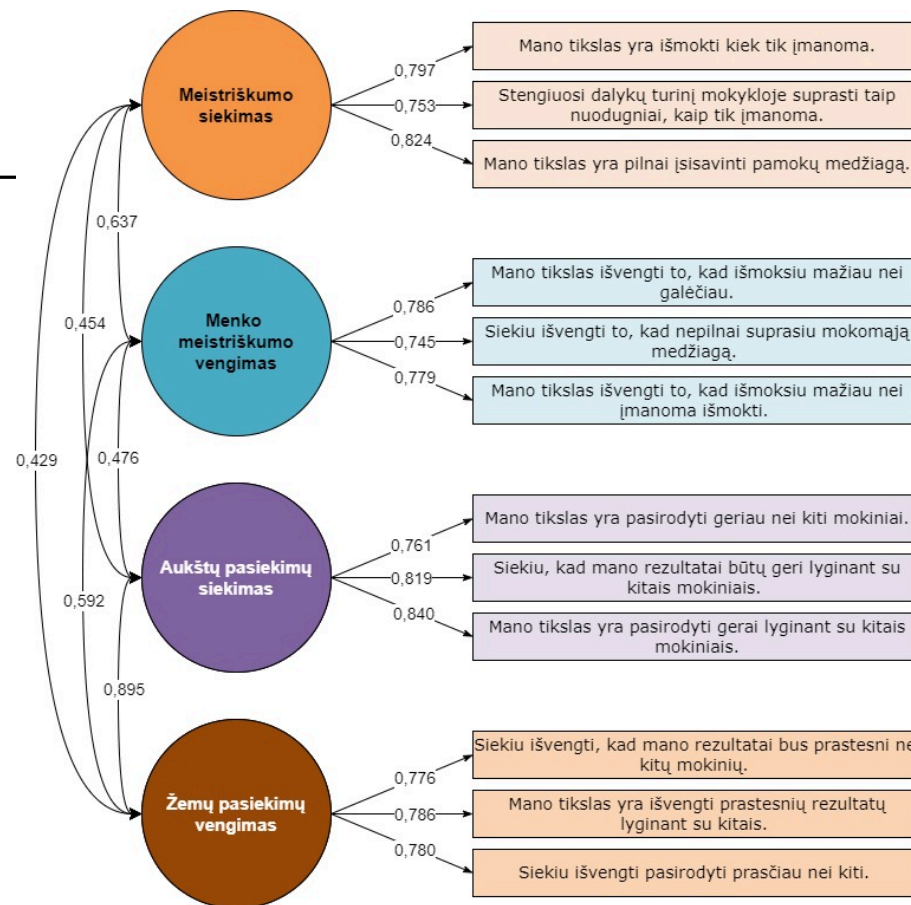 Meistriškumo
siekimas
0,797
0,753
0,824
Mano tikslas yra išmokti kiek tik įmanoma.
Stengiuosi dalykų turinį mokykloje suprasti taip
nuodugniai, kaip tik įmanoma.
Mano tikslas yra pilnai įsisavinti pamokų medžiagą.
0,637
0,454
0,476
0,429
0,592
0,895
Menko
meistriškumo
vengimas
0,786
0,745
0,779
Mano tikslas išvengti to, kad išmoksiu mažiau nei
galėčiau.
Siekiu išvengti to, kad nepilnai suprasiu mokomąją
medžiagą.
Mano tikslas išvengti to, kad išmoksiu mažiau nei
įmanoma išmokti.
Aukštų pasiekimų
siekimas
0,761
0,819
0,840
Mano tikslas yra pasirodyti geriau nei kiti mokiniai.
Siekiu, kad mano rezultatai būtų geri lyginant su
kitais mokiniais.
Mano tikslas yra pasirodyti gerai lyginant su kitais
mokiniais.
Žemų pasiekimų
vengimas
0,776
0,786
0,780
Siekiu išvengti, kad mano rezultatai bus prastesni ne
kitų mokinių.
Mano tikslas yra išvengti prastesnių rezultatų
lyginant su kitais.
Siekiu išvengti pasirodyti prasčiau nei kiti.